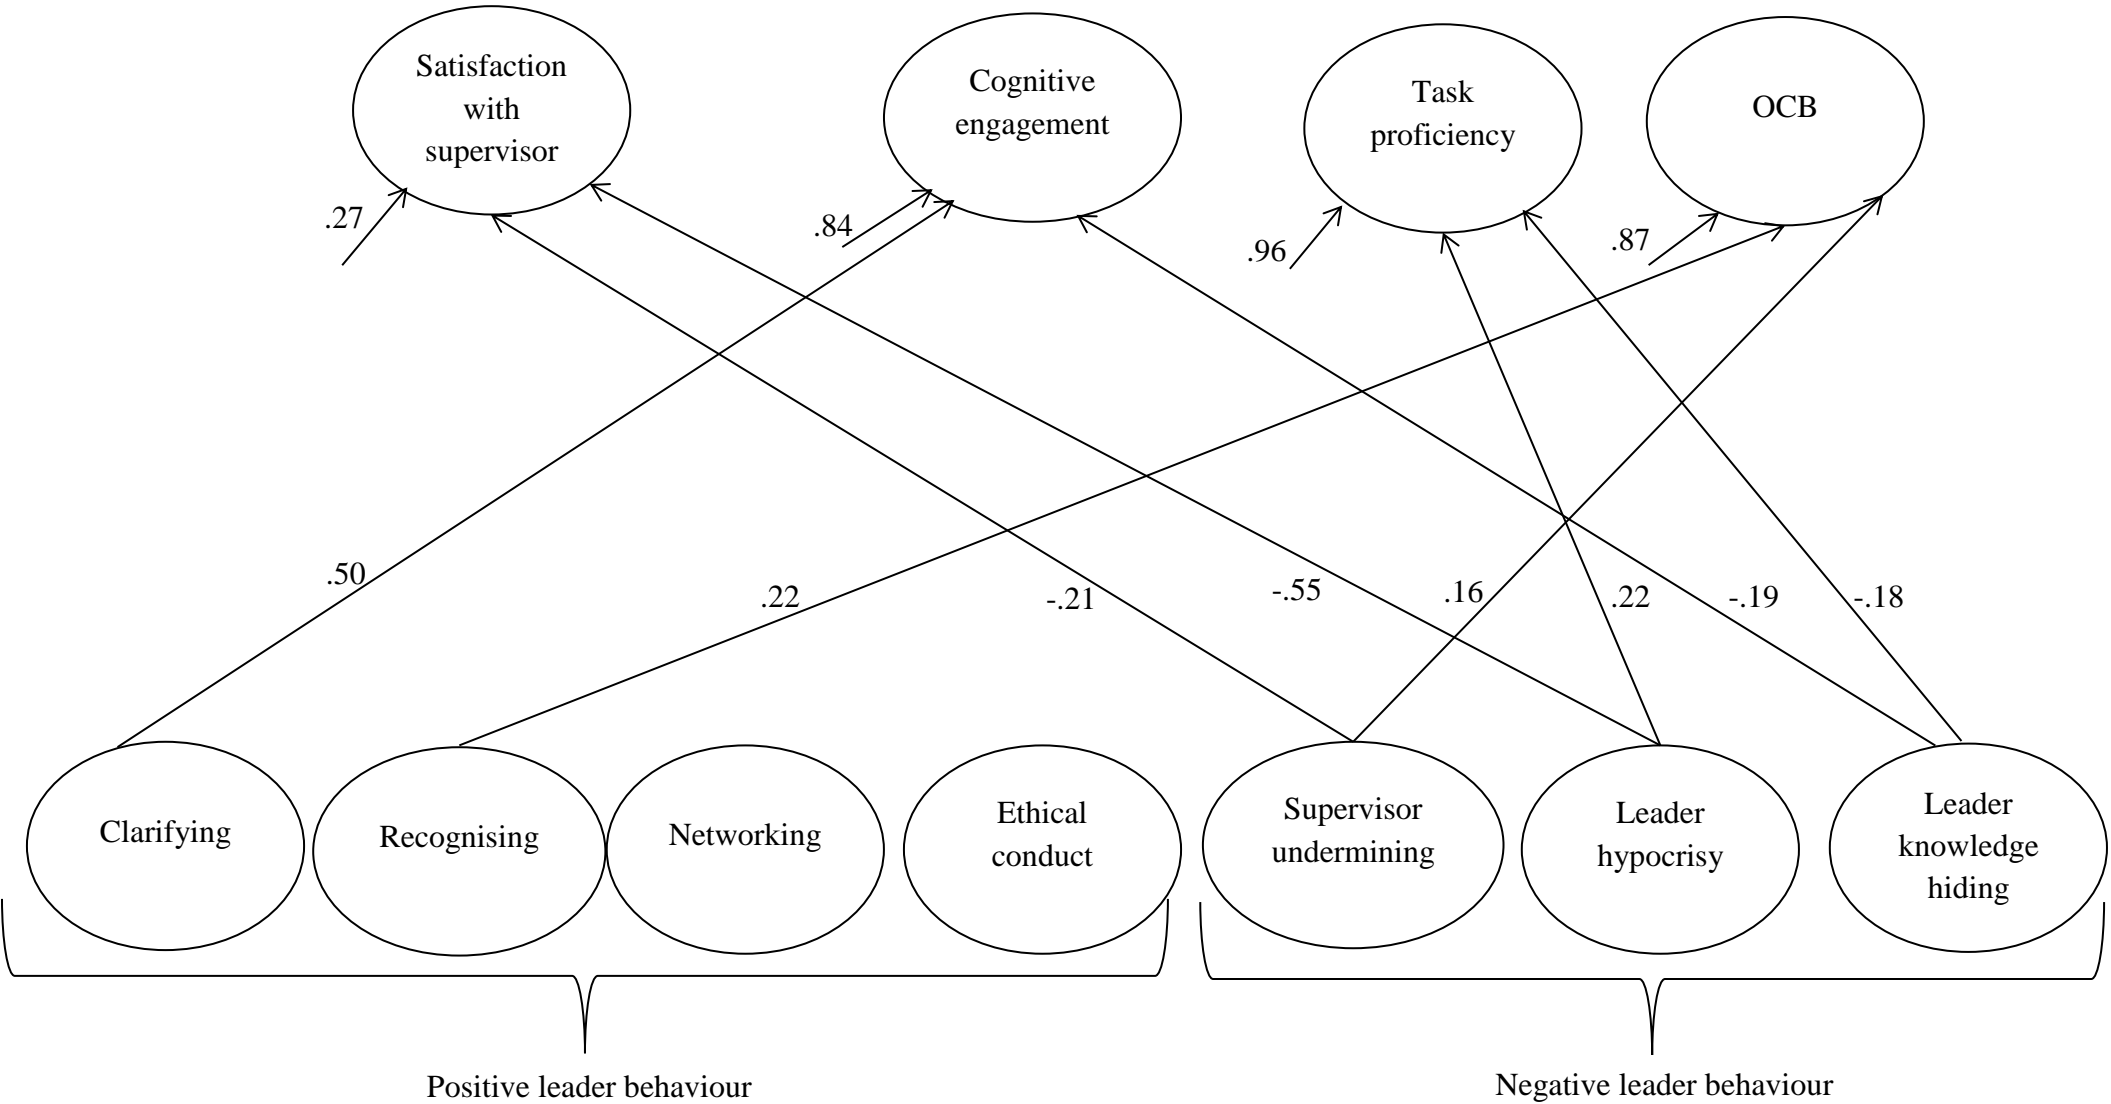 Satisfaction
with
supervisor
Cognitive
engagement
Task
proficiency
OCB
.27
.84
.96
.87
.50
.22
-.21
-.55
.16
.22
-.19
-.18
Clarifying
Recognising
Networking
Ethical
conduct
Supervisor
undermining
Leader
hypocrisy
Leader
knowledge
hiding
Positive leader behaviour
Negative leader behaviour